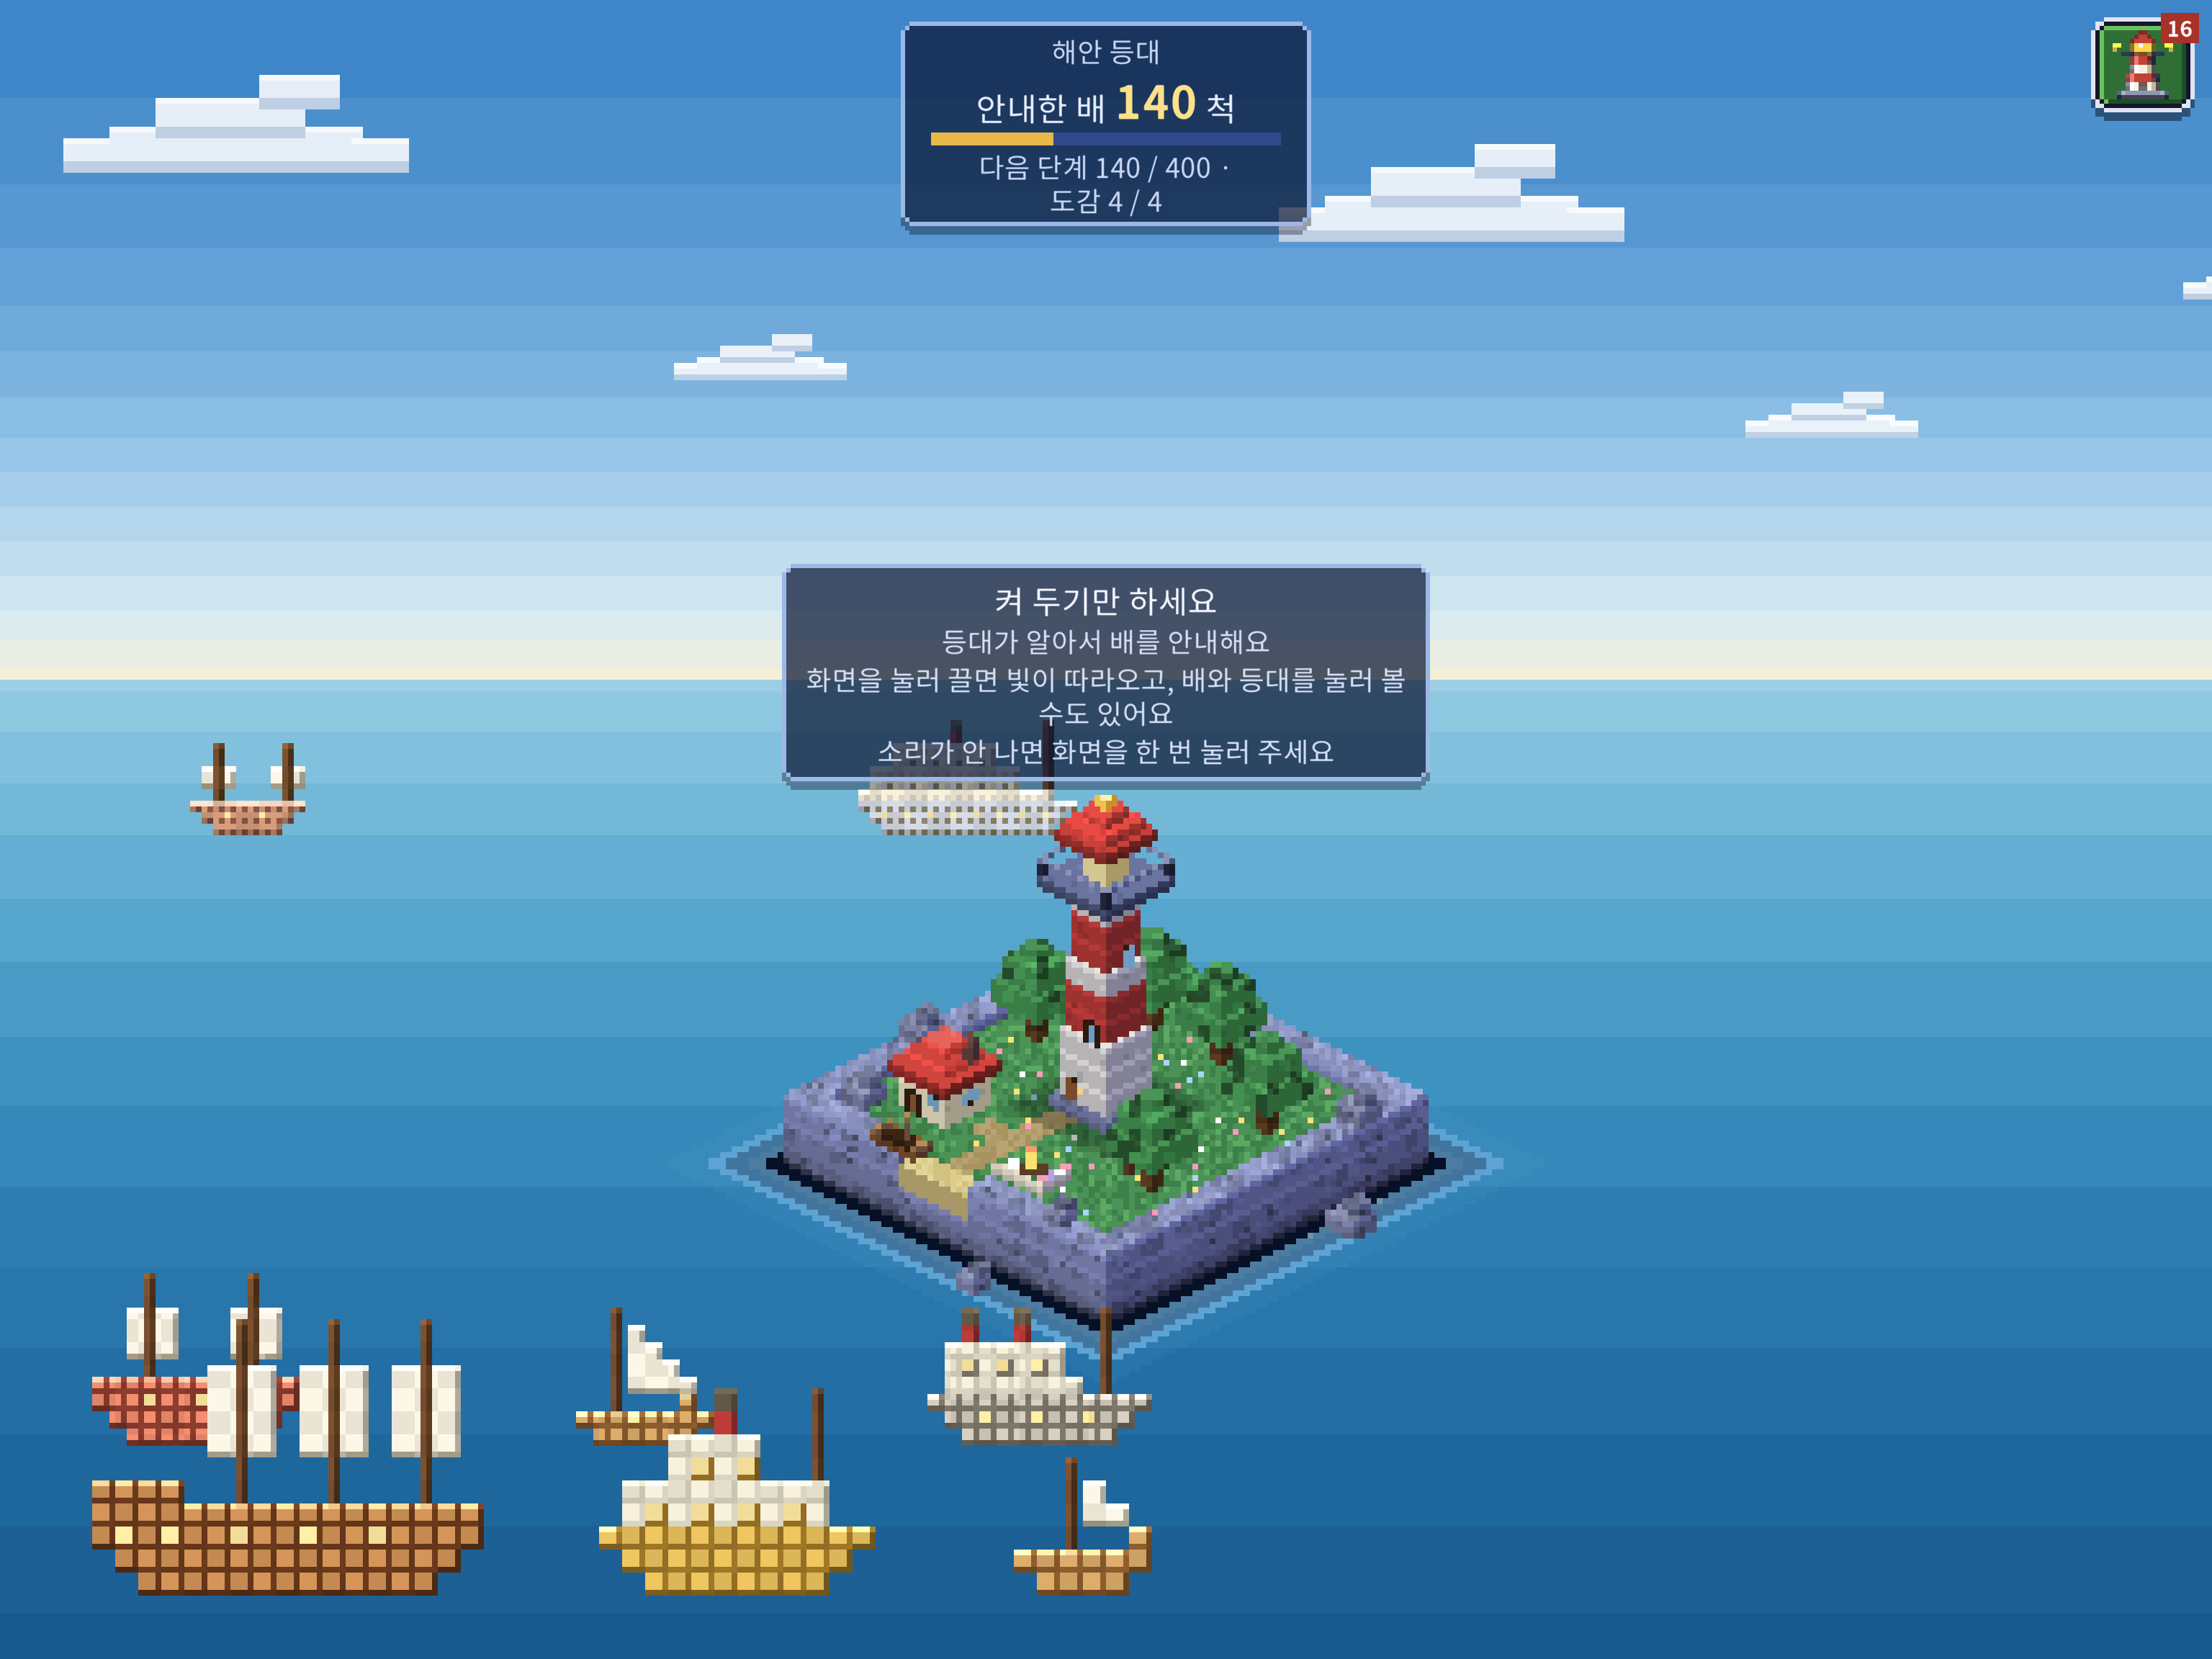 해안 등대
안내한 배 140 척
다음 단계 140 / 400 ·
도감 4 / 4
16
켜 두기만 하세요
등대가 알아서 배를 안내해요
화면을 눌러 끌면 빛이 따라오고, 배와 등대를 눌러 볼
수도 있어요
소리가 안 나면 화면을 한 번 눌러 주세요